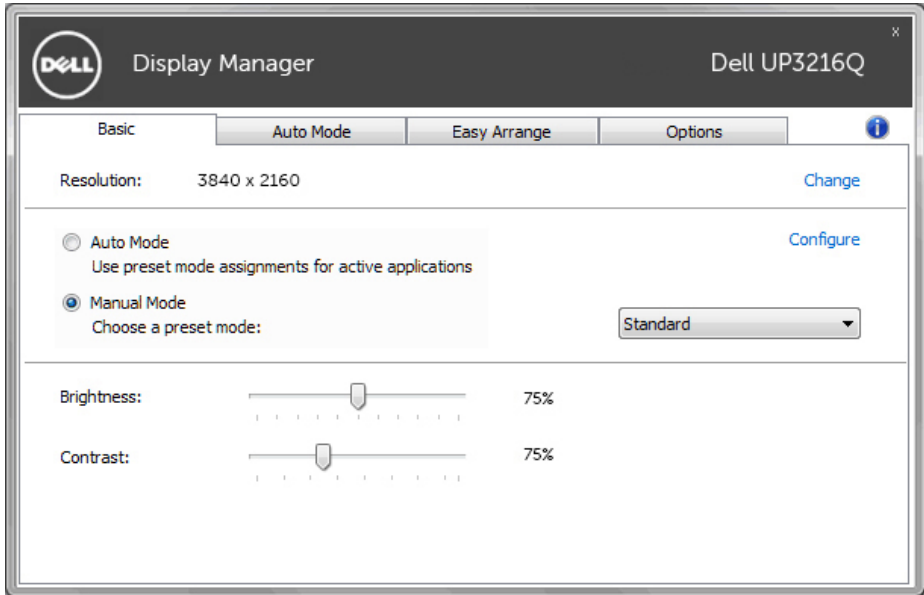 x
DELL Display Manager Dell UP3216Q
Basic Auto Mode Easy Arrange Options i
Resolution: 3840 x 2160 Change
Auto Mode Configure
Use preset mode assignments for active applications
Manual Mode
Choose a preset mode: Standard
Brightness: 75%
Contrast: 75%